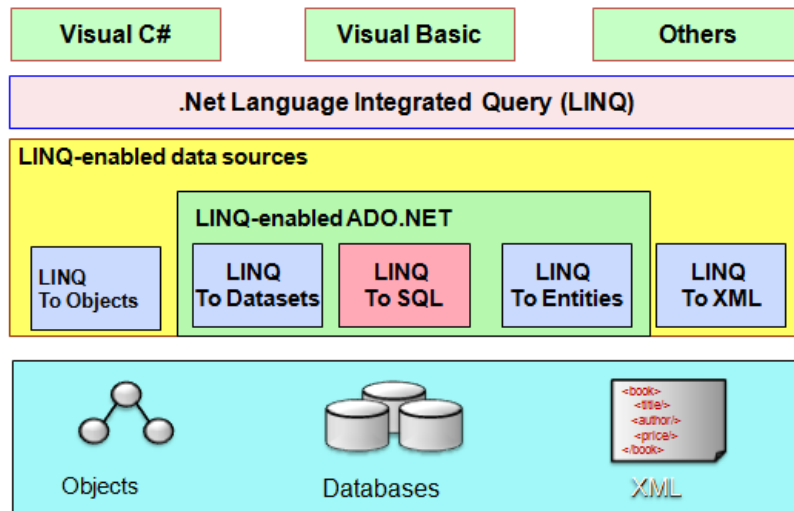 Visual C#
Visual Basic
Others
.Net Language Integrated Query (LINQ)
LINQ-enabled data sources
LINQ-enabled ADO.NET
LINQ
To Objects
LINQ
To Datasets
LINQ
To SQL
LINQ
To Entities
LINQ
To XML
<book>
<title/>
<author/>
<price/>
</book>
Objects
Databases
XML